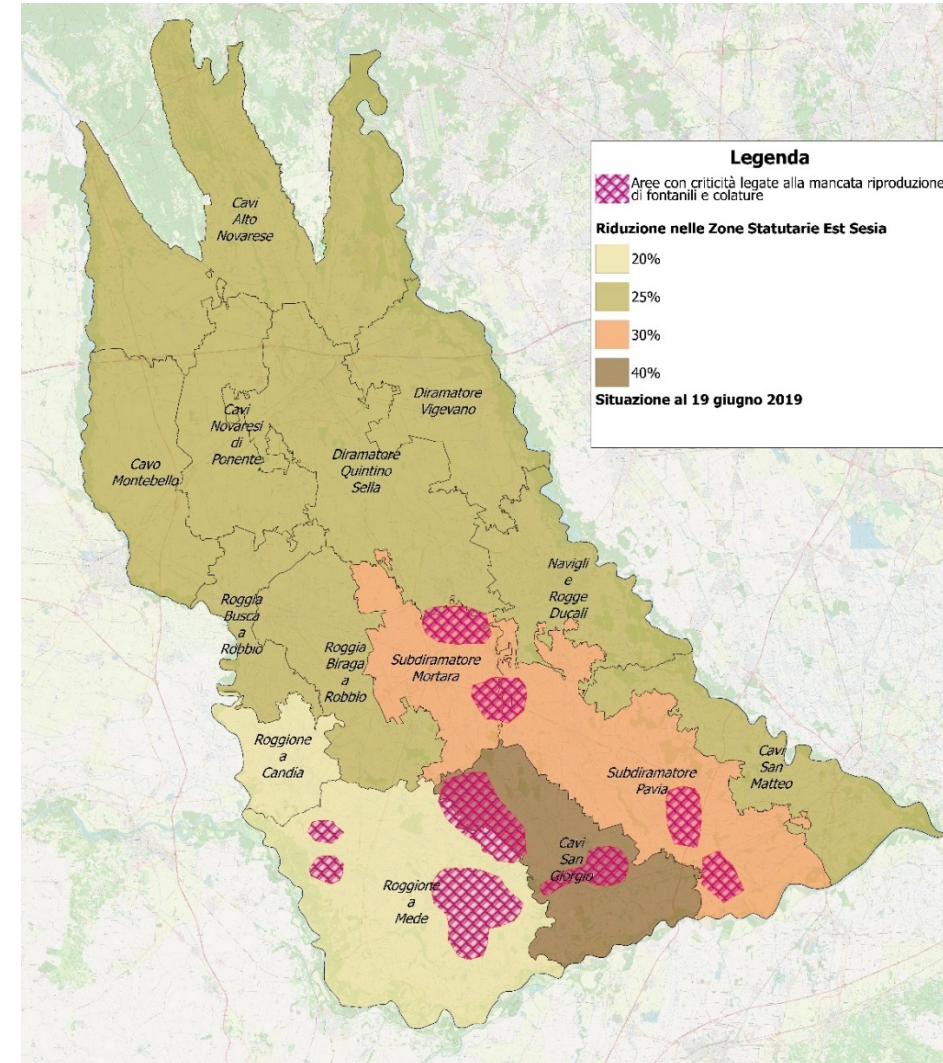 Legenda
Aree con criticità legate alla mancata riproduzione
di fontanili e colature
Riduzione nelle Zone Statutarie Est Sesia
20%
25%
30%
40%
Situazione al 19 giugno 2019
Cavi
Alto
Novarese
Diramatore
Vigevano
Cavi
Novaresi
di
Ponente
Diramatore
Quintino
Sella
Cavo
Montebello
Navigli
e
Rogge
Ducali
Roggia
Busca
a
Robbio
Roggia
Biraga
a
Robbio
Subdiramatore
Mortara
Roggione
a
Candia
Subdiramatore
Pavia
Cavi
San
Matteo
Cavi
San
Giorgio
Roggione
a
Mede